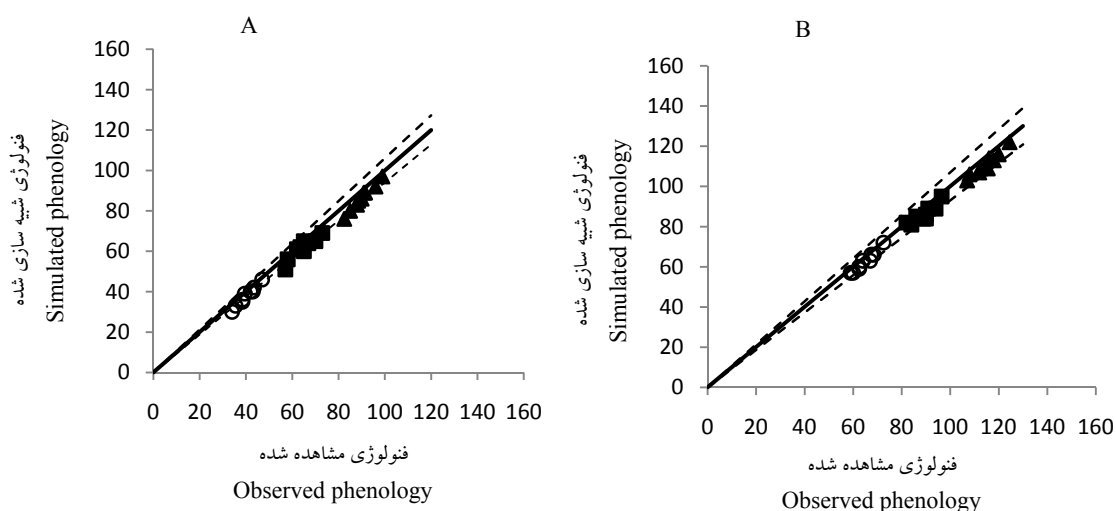 A
160
140
120
100
80
60
40
20
0
0 20 40 60 80 100 120 140 160
فنولوژی شبیه سازی شده
Simulated phenology
فنولوژی مشاهده شده
Observed phenology
B
160
140
120
100
80
60
40
20
0
0 20 40 60 80 100 120 140 160
فنولوژی شبیه سازی شده
Simulated phenology
فنولوژی مشاهده شده
Observed phenology